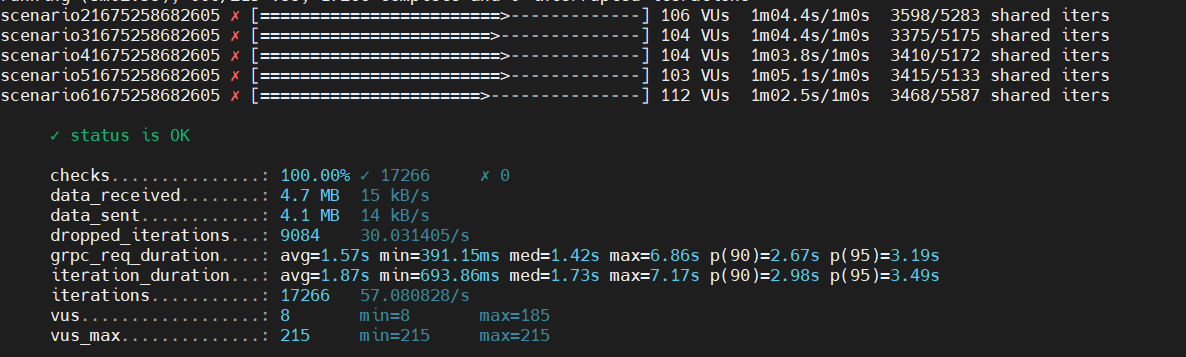 scenario21675258682605 ✗ [========================>--------------] 106 VUs  1m04.4s/1m0s  3598/5283 shared iters
scenario31675258682605 ✗ [=======================>---------------] 104 VUs  1m04.4s/1m0s  3375/5175 shared iters
scenario41675258682605 ✗ [========================>--------------] 104 VUs  1m03.8s/1m0s  3410/5172 shared iters
scenario51675258682605 ✗ [========================>--------------] 103 VUs  1m05.1s/1m0s  3415/5133 shared iters
scenario61675258682605 ✗ [======================>---------------] 112 VUs  1m02.5s/1m0s  3468/5587 shared iters
✓ status is OK
checks...............: 100.00% ✓ 17266     ✗ 0
data_received........: 4.7 MB  15 kB/s
data_sent............: 4.1 MB  14 kB/s
dropped_iterations...: 9084    30.031405/s
grpc_req_duration....: avg=1.57s min=391.15ms med=1.42s max=6.86s p(90)=2.67s p(95)=3.19s
iteration_duration...: avg=1.87s min=693.86ms med=1.73s max=7.17s p(90)=2.98s p(95)=3.49s
iterations...........: 17266   57.080828/s
vus..................: 8       min=8       max=185
vus_max..............: 215     min=215     max=215